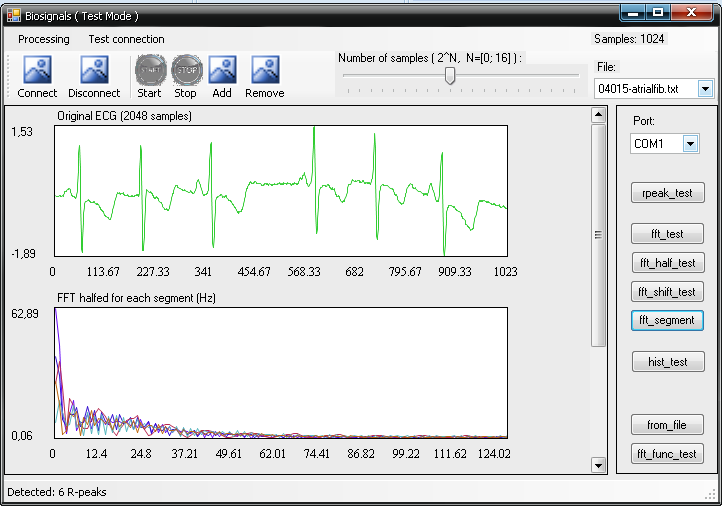 Biosignals ( Test Mode )
Processing Test connection
Samples: 1024
Connect Disconnect Start Stop Add Remove
START STOP
Number of samples ( 2^N, N=[0; 16] ) :
File:
04015-atrialfib.txt
Original ECG (2048 samples)
1,53
-1,89
0 113.67 227.33 341 454.67 568.33 682 795.67 909.33 1023
FFT halfed for each segment (Hz)
62,89
0,06
0 12.4 24.8 37.21 49.61 62.01 74.41 86.82 99.22 111.62 124.02
Port:
COM1
rpeak_test
fft_test
fft_half_test
fft_shift_test
fft_segment
hist_test
from_file
fft_func_test
Detected: 6 R-peaks